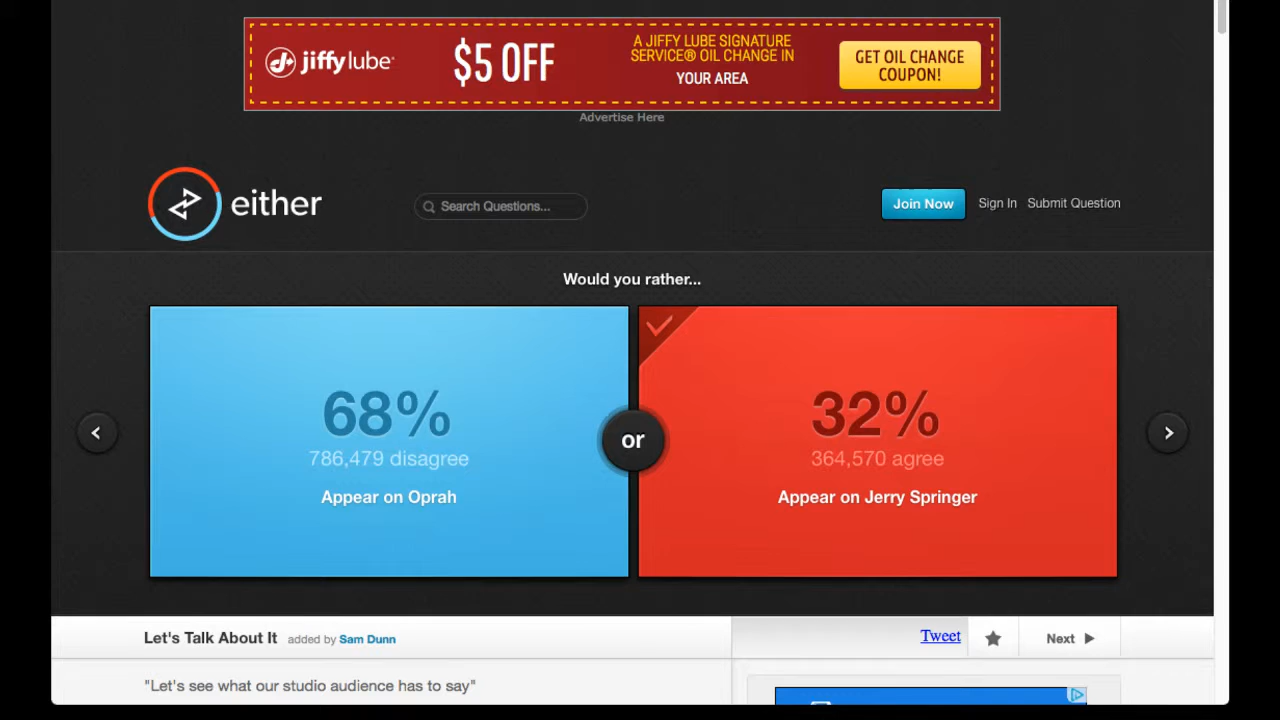 jiffylube
$5 OFF
A JIFFY LUBE SIGNATURE
SERVICE® OIL CHANGE IN
YOUR AREA
GET OIL CHANGE
COUPON!
Advertise Here
either
Search Questions...
Join Now
Sign In
Submit Question
Would you rather...
68%
786,479 disagree
Appear on Oprah
or
32%
364,570 agree
Appear on Jerry Springer
Let's Talk About It added by Sam Dunn
Tweet
Next
"Let's see what our studio audience has to say"